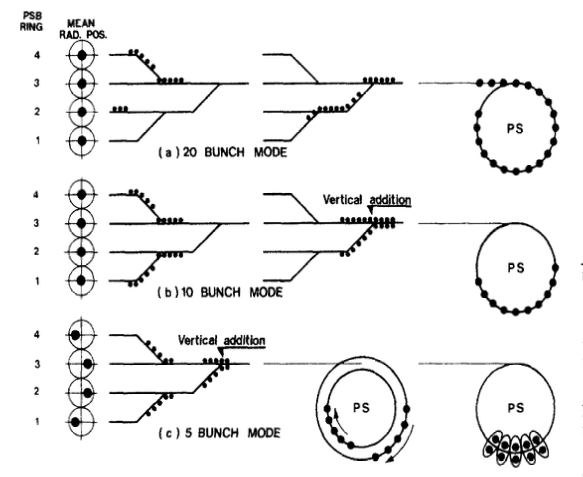 PSB
RING
MEAN
RAD. POS.
4
3
2
1
PS
(a) 20 BUNCH MODE
4
3
2
1
Vertical addition
PS
(b) 10 BUNCH MODE
4
3
2
1
Vertical addition
PS
PS
(c) 5 BUNCH MODE